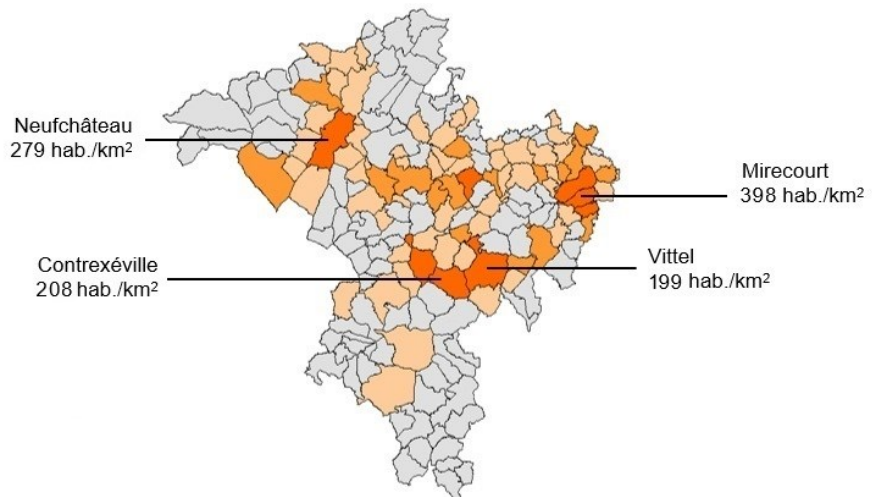 Neufchâteau
279 hab./km²
Mirecourt
398 hab./km²
Contrexéville
208 hab./km²
Vittel
199 hab./km²